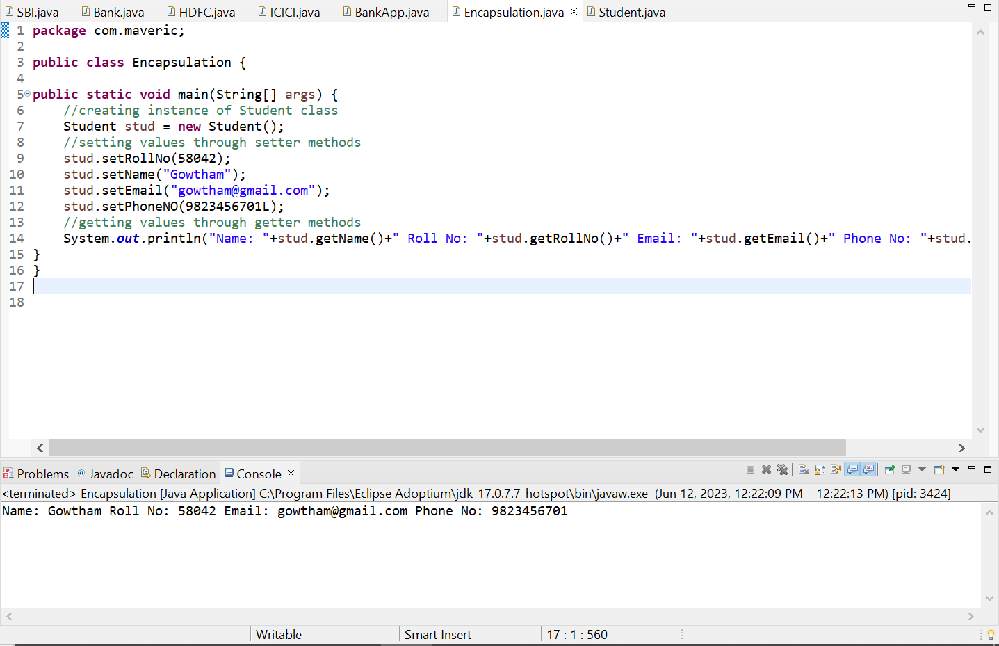 SBI.java Bank.java HDFC.java ICICI.java BankApp.java Encapsulation.java Student.java
1 package com.maveric;
2
3 public class Encapsulation {
4
5 public static void main(String[] args) {
6 //creating instance of Student class
7 Student stud = new Student();
8 //setting values through setter methods
9 stud.setRollNo(58042);
10 stud.setName("Gowtham");
11 stud.setEmail("gowtham@gmail.com");
12 stud.setPhoneNO(9823456701L);
13 //getting values through getter methods
14 System.out.println("Name: "+stud.getName()+" Roll No: "+stud.getRollNo()+" Email: "+stud.getEmail()+" Phone No: "+stud.
15 }
16 }
17
18
Problems @ Javadoc Declaration Console
<terminated> Encapsulation [Java Application] C:\Program Files\Eclipse Adoptium\jdk-17.0.7.7-hotspot\bin\javaw.exe (Jun 12, 2023, 12:22:09 PM – 12:22:13 PM) [pid: 3424]
Name: Gowtham Roll No: 58042 Email: gowtham@gmail.com Phone No: 9823456701
Writable Smart Insert 17 : 1 : 560